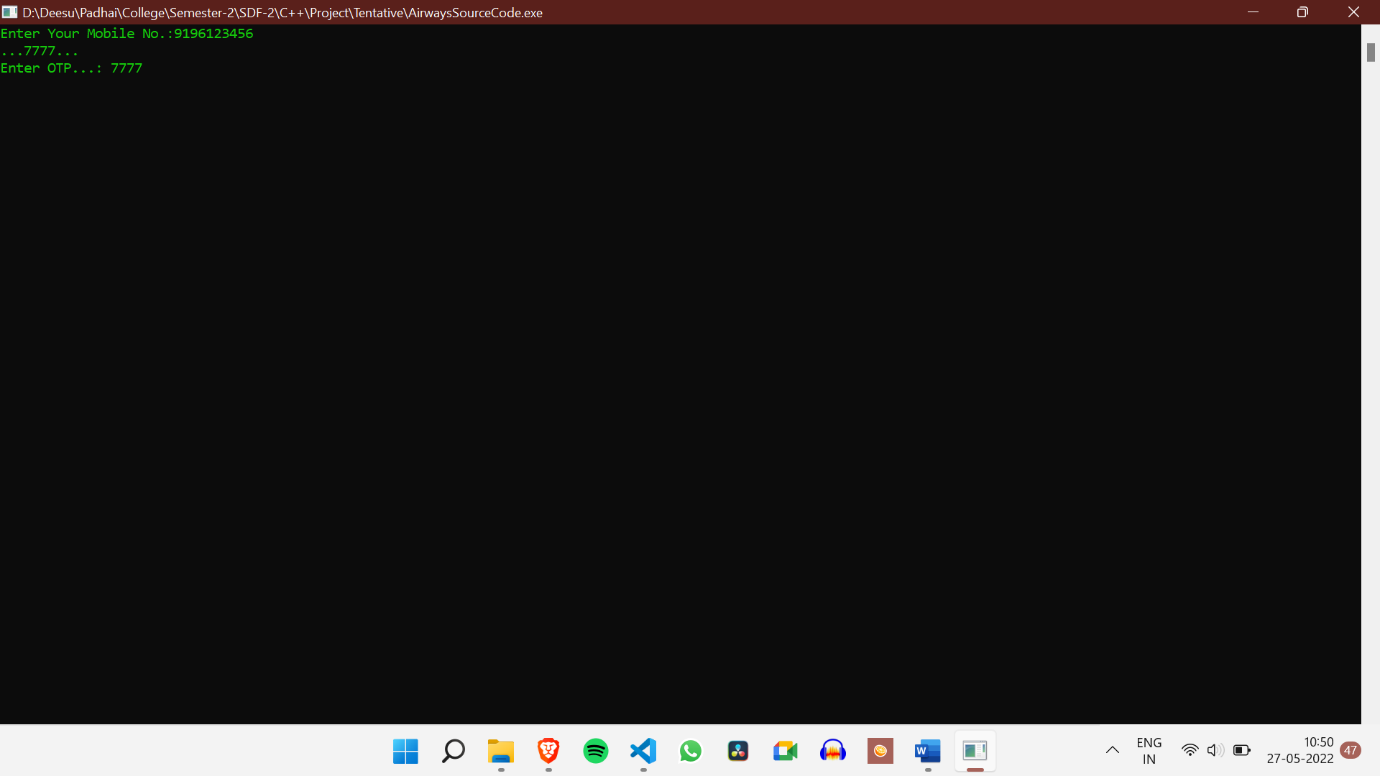 D:\Deesu\Padhai\College\Semester-2\SDF-2\C++\Project\Tentative\AirwaysSourceCode.exe
Enter Your Mobile No.:9196123456
...7777...
Enter OTP...: 7777
ENG
IN
10:50
27-05-2022
47